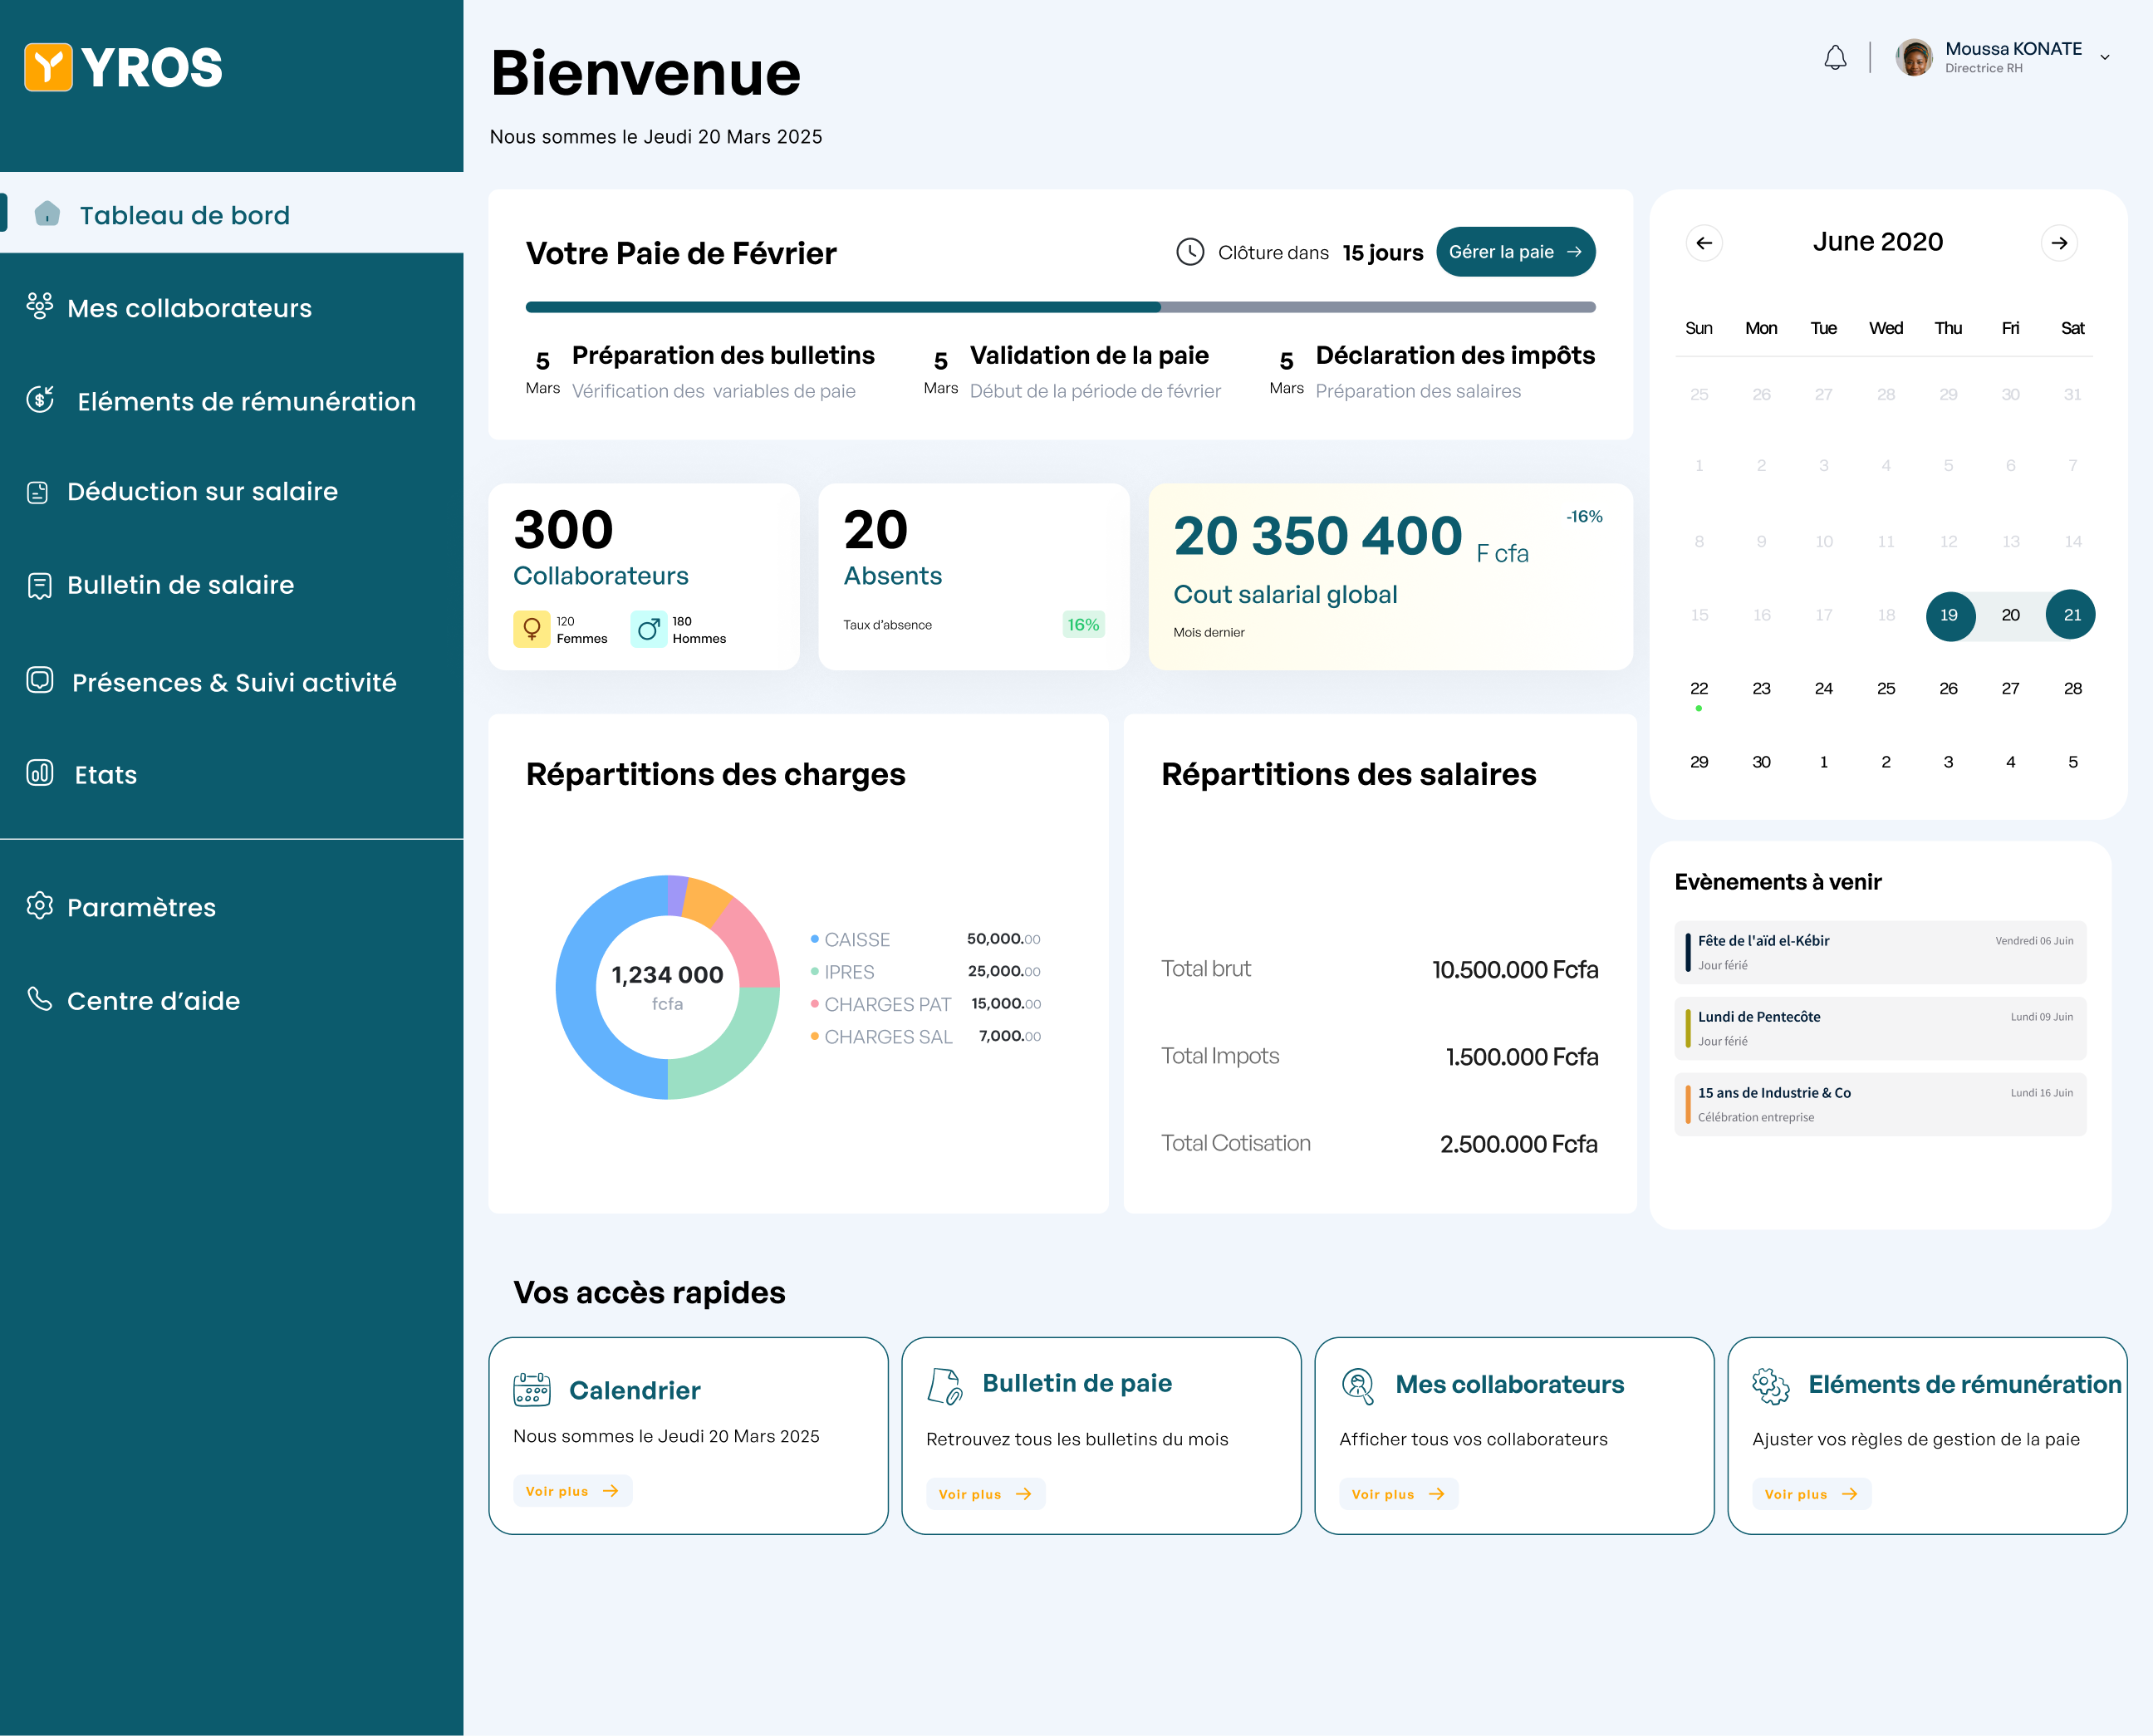 YROS
Tableau de bord
Mes collaborateurs
Eléments de rémunération
Déduction sur salaire
Bulletin de salaire
Présences & Suivi activité
Etats
Paramètres
Centre d’aide
Bienvenue
Nous sommes le Jeudi 20 Mars 2025
Moussa KONATE
Directrice RH
Votre Paie de Février
Clôture dans 15 jours
Gérer la paie
5 Mars
Préparation des bulletins
Vérification des variables de paie
5 Mars
Validation de la paie
Début de la période de février
5 Mars
Déclaration des impôts
Préparation des salaires
300
Collaborateurs
120
Femmes
180
Hommes
20
Absents
Taux d’absence
16%
20 350 400 F cfa
-16%
Cout salarial global
Mois dernier
Répartitions des charges
1,234 000
fcfa
CAISSE 50,000.00
IPRES 25,000.00
CHARGES PAT 15,000.00
CHARGES SAL 7,000.00
Répartitions des salaires
Total brut 10.500.000 Fcfa
Total Impots 1.500.000 Fcfa
Total Cotisation 2.500.000 Fcfa
June 2020
Sun Mon Tue Wed Thu Fri Sat
25 26 27 28 29 30 31
1 2 3 4 5 6 7
8 9 10 11 12 13 14
15 16 17 18 19 20 21
22 23 24 25 26 27 28
29 30 1 2 3 4 5
Evènements à venir
Fête de l'aïd el-Kébir Vendredi 06 Juin
Jour férié
Lundi de Pentecôte Lundi 09 Juin
Jour férié
15 ans de Industrie & Co Lundi 16 Juin
Célébration entreprise
Vos accès rapides
Calendrier
Nous sommes le Jeudi 20 Mars 2025
Voir plus
Bulletin de paie
Retrouvez tous les bulletins du mois
Voir plus
Mes collaborateurs
Afficher tous vos collaborateurs
Voir plus
Eléments de rémunération
Ajuster vos règles de gestion de la paie
Voir plus